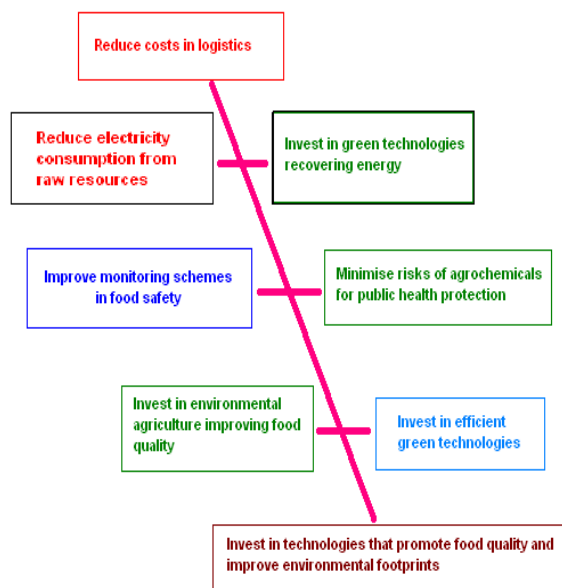 Reduce costs in logistics
Reduce electricity
consumption from
raw resources
Invest in green technologies
recovering energy
Improve monitoring schemes
in food safety
Minimise risks of agrochemicals
for public health protection
Invest in environmental
agriculture improving food
quality
Invest in efficient
green technologies
Invest in technologies that promote food quality and
improve environmental footprints